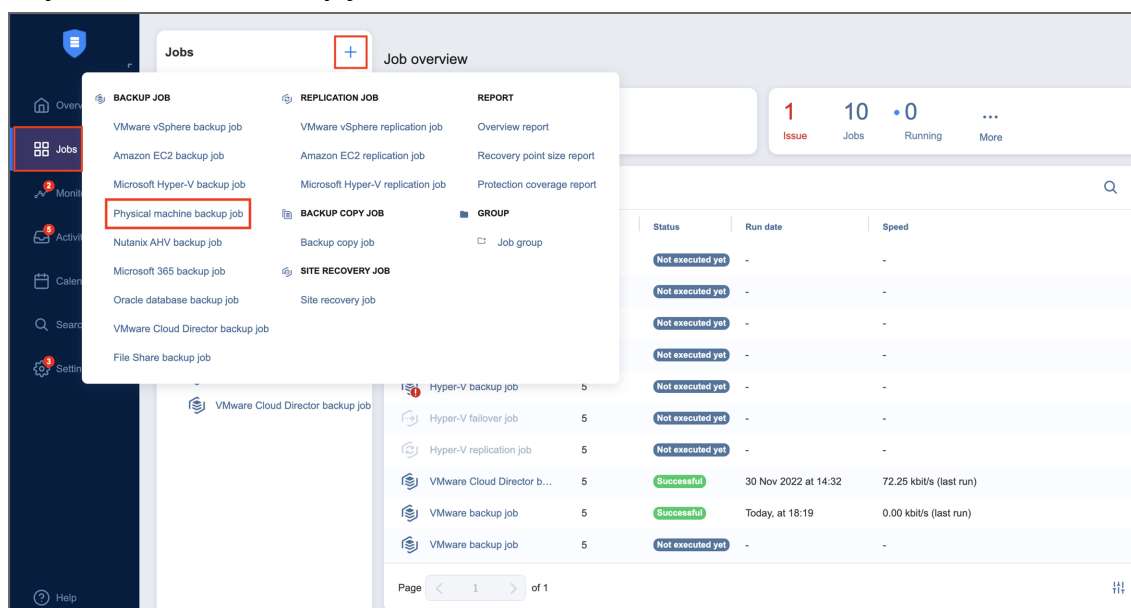 Jobs
+
Job overview
Overv
Jobs
2
Monito
5
Activit
Calen
Searc
3
Settin
Help
BACKUP JOB
VMware vSphere backup job
Amazon EC2 backup job
Microsoft Hyper-V backup job
Physical machine backup job
Nutanix AHV backup job
Microsoft 365 backup job
Oracle database backup job
VMware Cloud Director backup job
File Share backup job
REPLICATION JOB
VMware vSphere replication job
Amazon EC2 replication job
Microsoft Hyper-V replication job
BACKUP COPY JOB
Backup copy job
SITE RECOVERY JOB
Site recovery job
REPORT
Overview report
Recovery point size report
Protection coverage report
GROUP
Job group
VMware Cloud Director backup job
1 10 0 ...
Issue Jobs Running More
Status Run date Speed
Not executed yet - -
Not executed yet - -
Not executed yet - -
Not executed yet - -
Hyper-V backup job 5 Not executed yet - -
Hyper-V failover job 5 Not executed yet - -
Hyper-V replication job 5 Not executed yet - -
VMware Cloud Director b... 5 Successful 30 Nov 2022 at 14:32 72.25 kbit/s (last run)
VMware backup job 5 Successful Today, at 18:19 0.00 kbit/s (last run)
VMware backup job 5 Not executed yet - -
Page < 1 > of 1